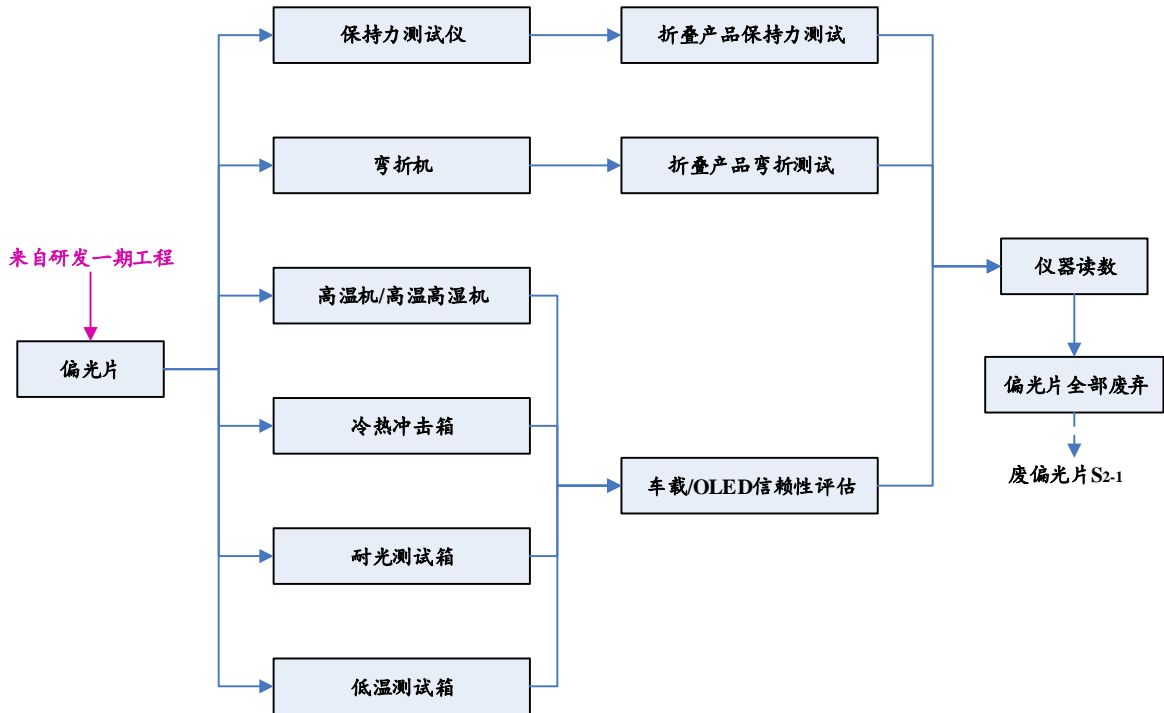 保持力测试仪
折叠产品保持力测试
弯折机
折叠产品弯折测试
来自研发一期工程
高温机/高温高湿机
仪器读数
偏光片
偏光片全部废弃
冷热冲击箱
车载/OLED信赖性评估
废偏光片S2-1
耐光测试箱
低温测试箱